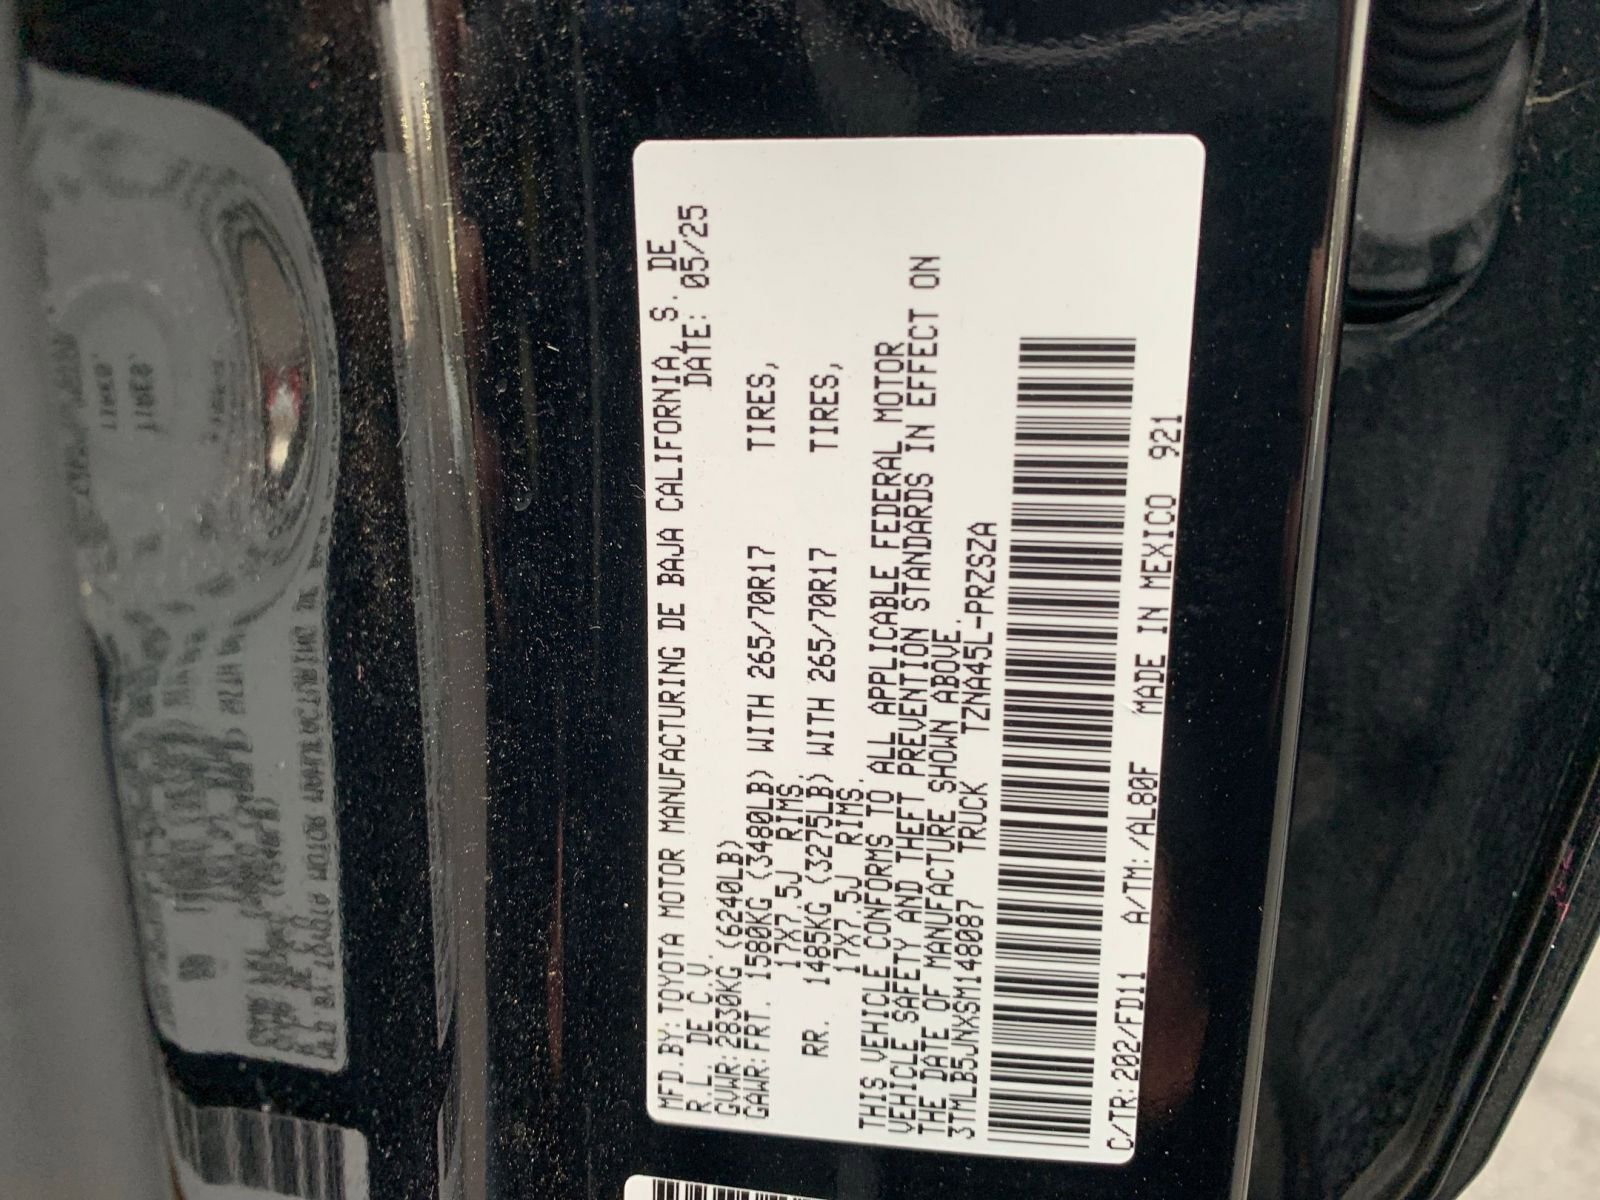 MFD.BY:TOYOTA MOTOR MANUFACTURING DE BAJA CALIFORNIA, S. DE
R.L. DE C.V. DATE: 05/25
GVWR:2830KG (6240LB)
GAWR:FRT. 1580KG (3480LB) WITH 265/70R17 TIRES,
17X7.5J RIMS.
RR. 1485KG (3275LB) WITH 265/70R17 TIRES,
17X7.5J RIMS.
THIS VEHICLE CONFORMS TO ALL APPLICABLE FEDERAL MOTOR
VEHICLE SAFETY AND THEFT PREVENTION STANDARDS IN EFFECT ON
THE DATE OF MANUFACTURE SHOWN ABOVE.
3TMLB5JNXSM148087 TRUCK TZNA45L-PRZSZA
C/TR:202/FD11 A/TM:/AL80F MADE IN MEXICO 921